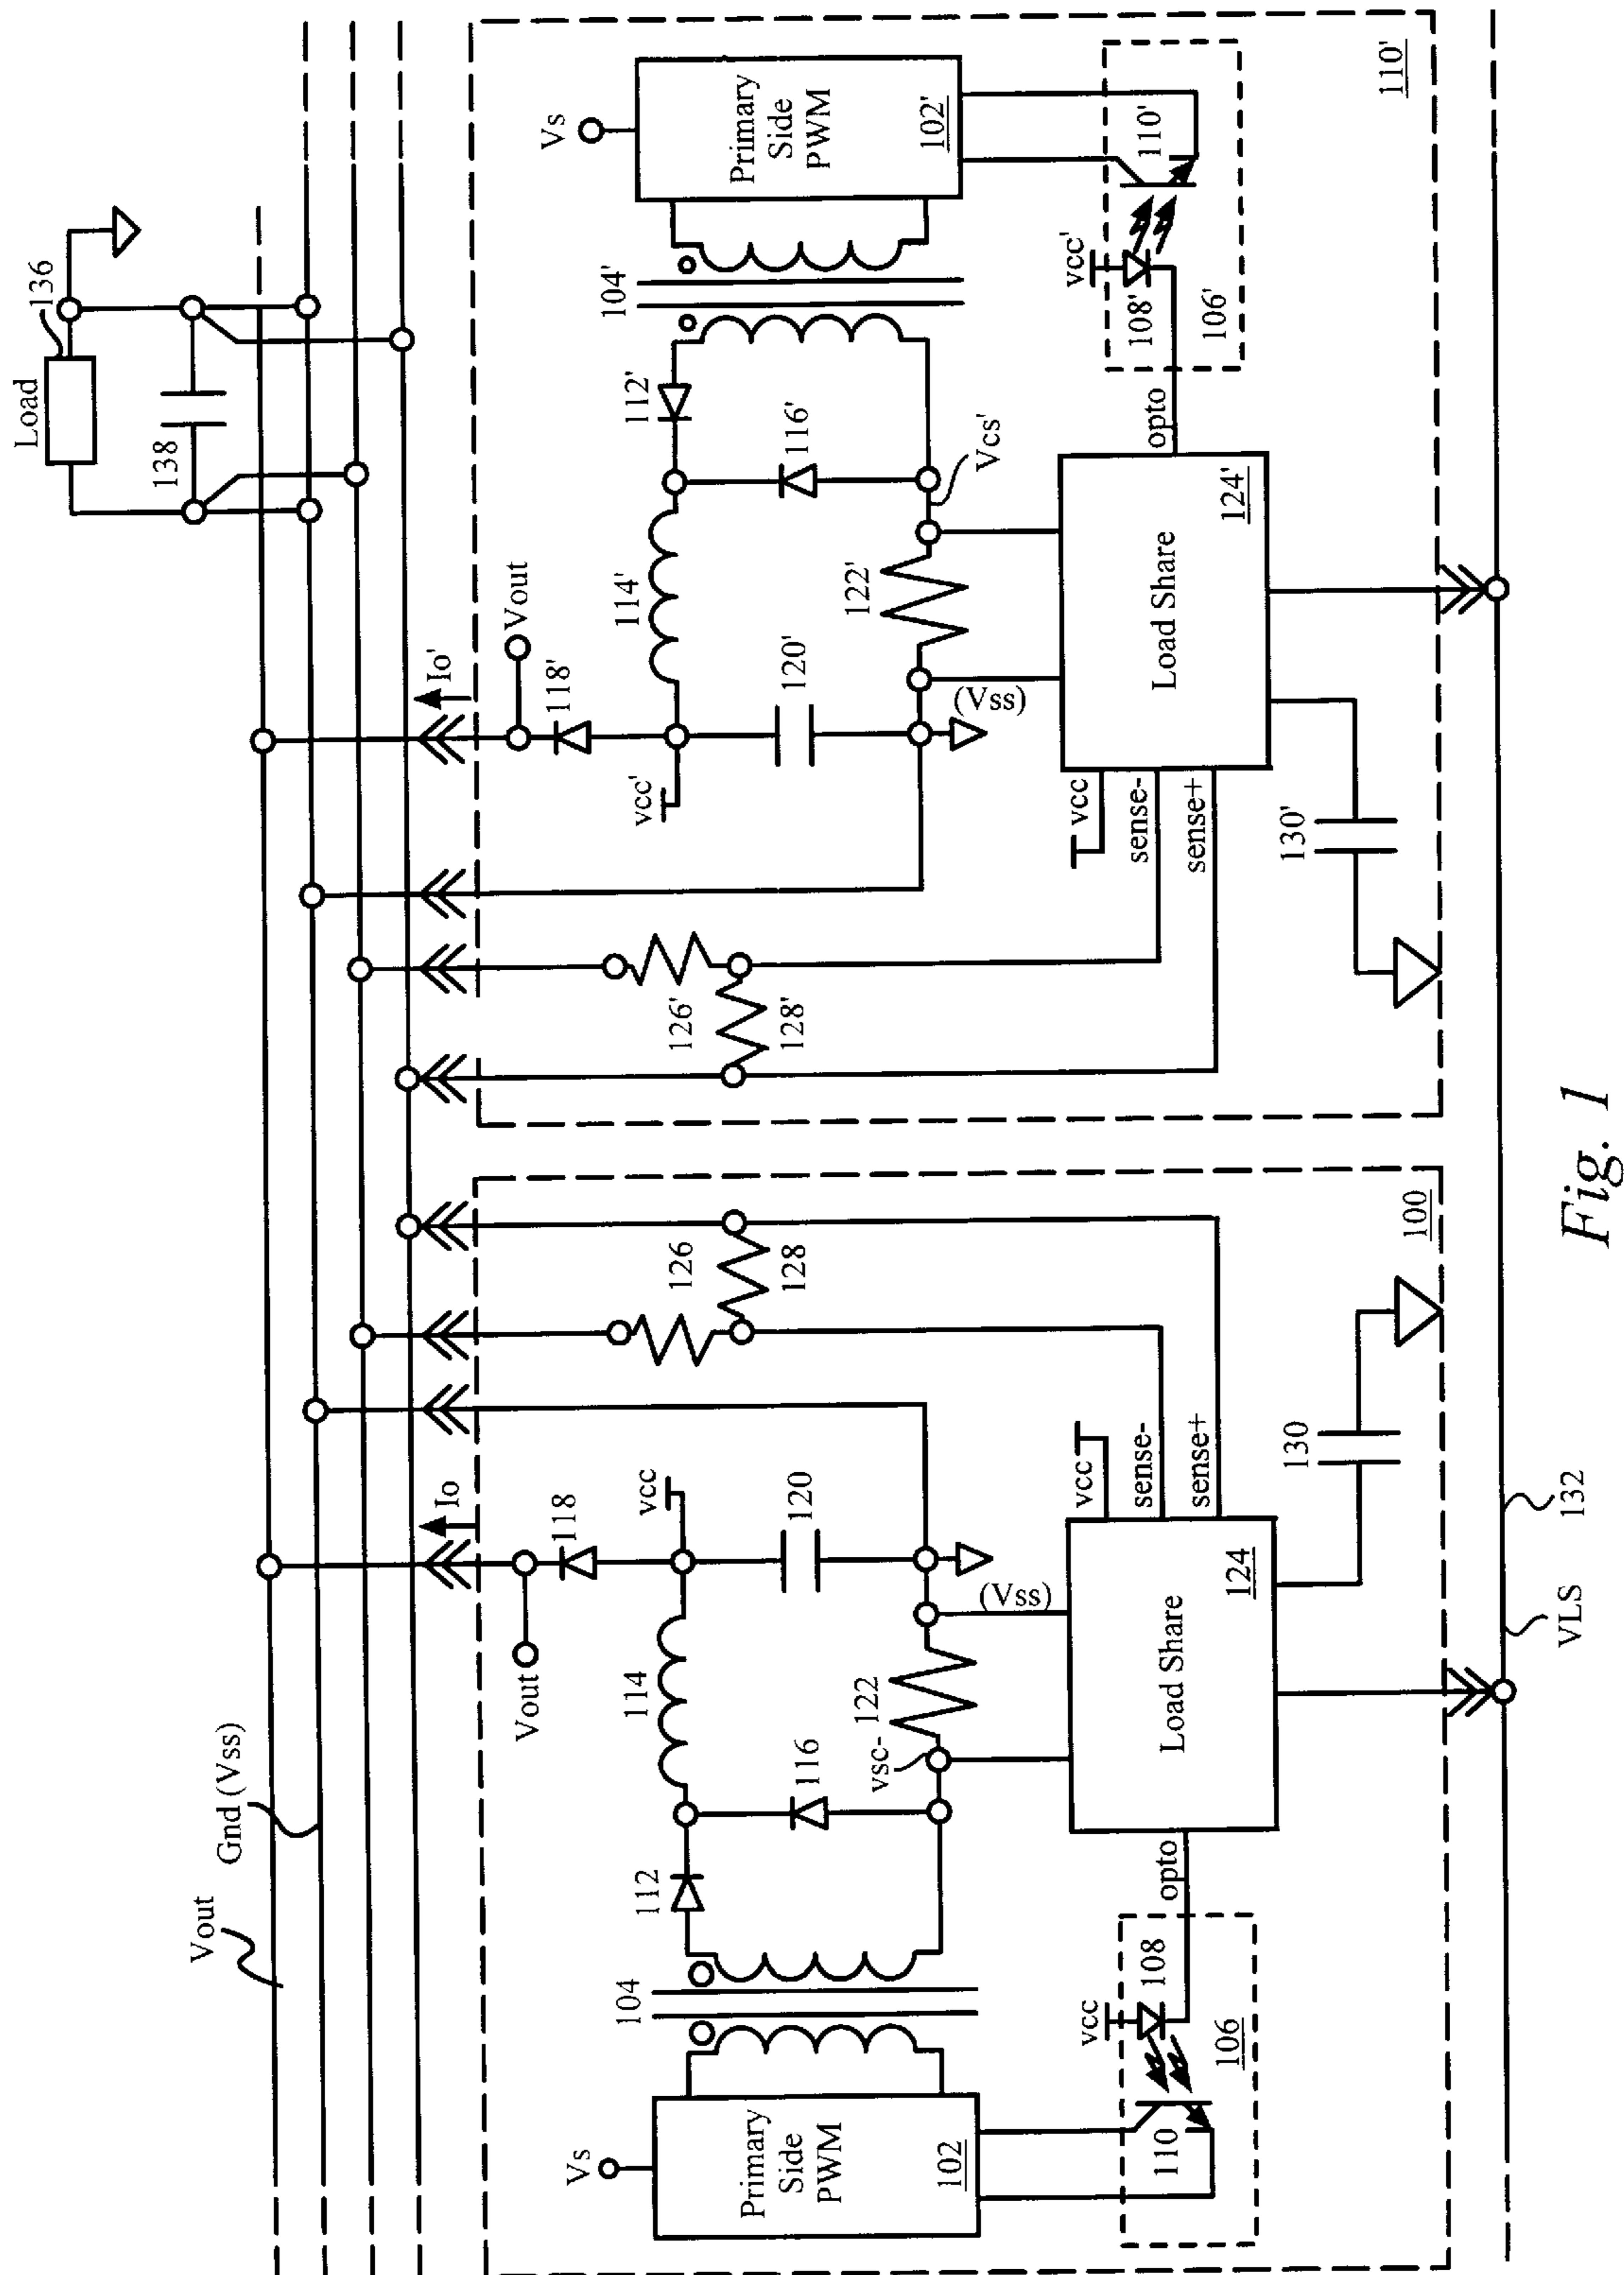 Load
136
138
Vout
Gnd (Vss)
Io
Io'
Vs
Primary
Side
PWM
102
104
112
114
116
Vout
118
vcc
120
122
vsc-
(Vss)
126
128
Load Share
124
vcc
sense-
sense+
opto
vcc
108
110
106
130
100
Vout
118'
vcc'
114'
120'
112'
116'
122'
(Vss)
Vcs'
104'
Vs
Primary
Side
PWM
102'
126'
128'
vcc
sense-
sense+
Load Share
124'
opto
vcc'
108'
110'
106'
130'
110'
VLS
132
Fig. 1